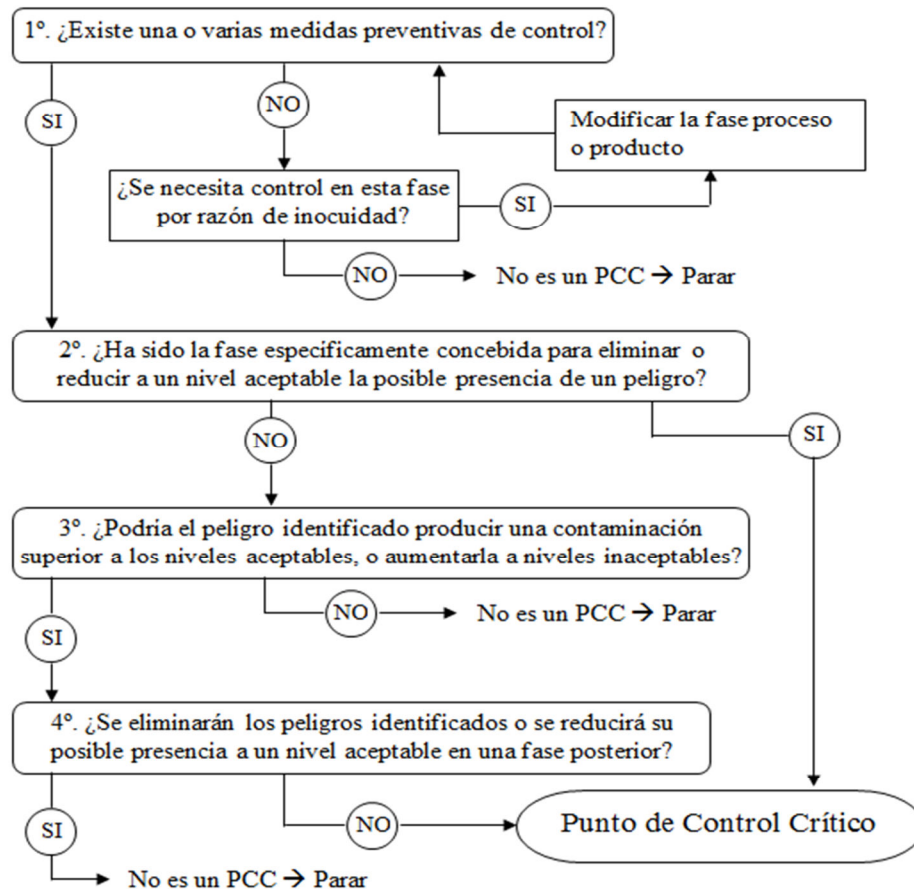 1º. ¿Existe una o varias medidas preventivas de control?
SI
NO
Modificar la fase proceso
o producto
¿Se necesita control en esta fase
por razón de inocuidad?
SI
NO
No es un PCC → Parar
2º. ¿Ha sido la fase específicamente concebida para eliminar o
reducir a un nivel aceptable la posible presencia de un peligro?
NO
SI
3º. ¿Podría el peligro identificado producir una contaminación
superior a los niveles aceptables, o aumentarla a niveles inaceptables?
NO
No es un PCC → Parar
SI
4º. ¿Se eliminarán los peligros identificados o se reducirá su
posible presencia a un nivel aceptable en una fase posterior?
SI
NO
Punto de Control Crítico
No es un PCC → Parar